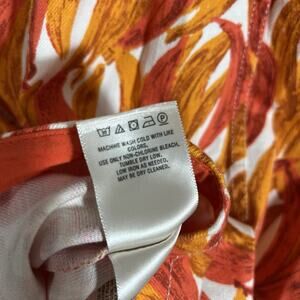 MACHINE WASH COLD WITH LIKE
COLORS.
USE ONLY NON-CHLORINE BLEACH.
TUMBLE DRY LOW.
LOW IRON AS NEEDED.
MAY BE DRY CLEANED.